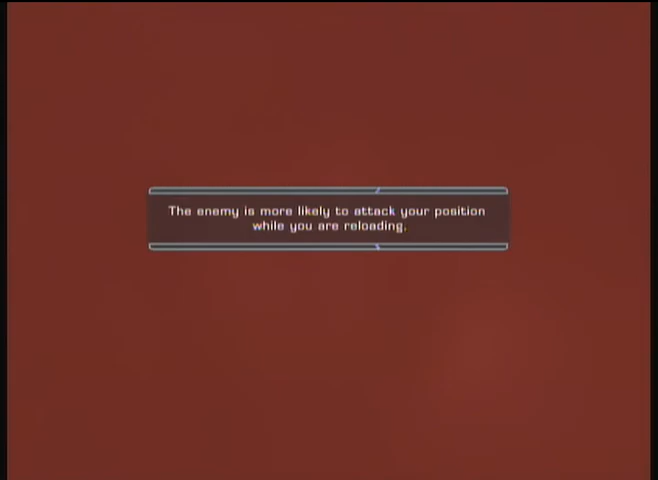 The enemy is more likely to attack your position
while you are reloading.